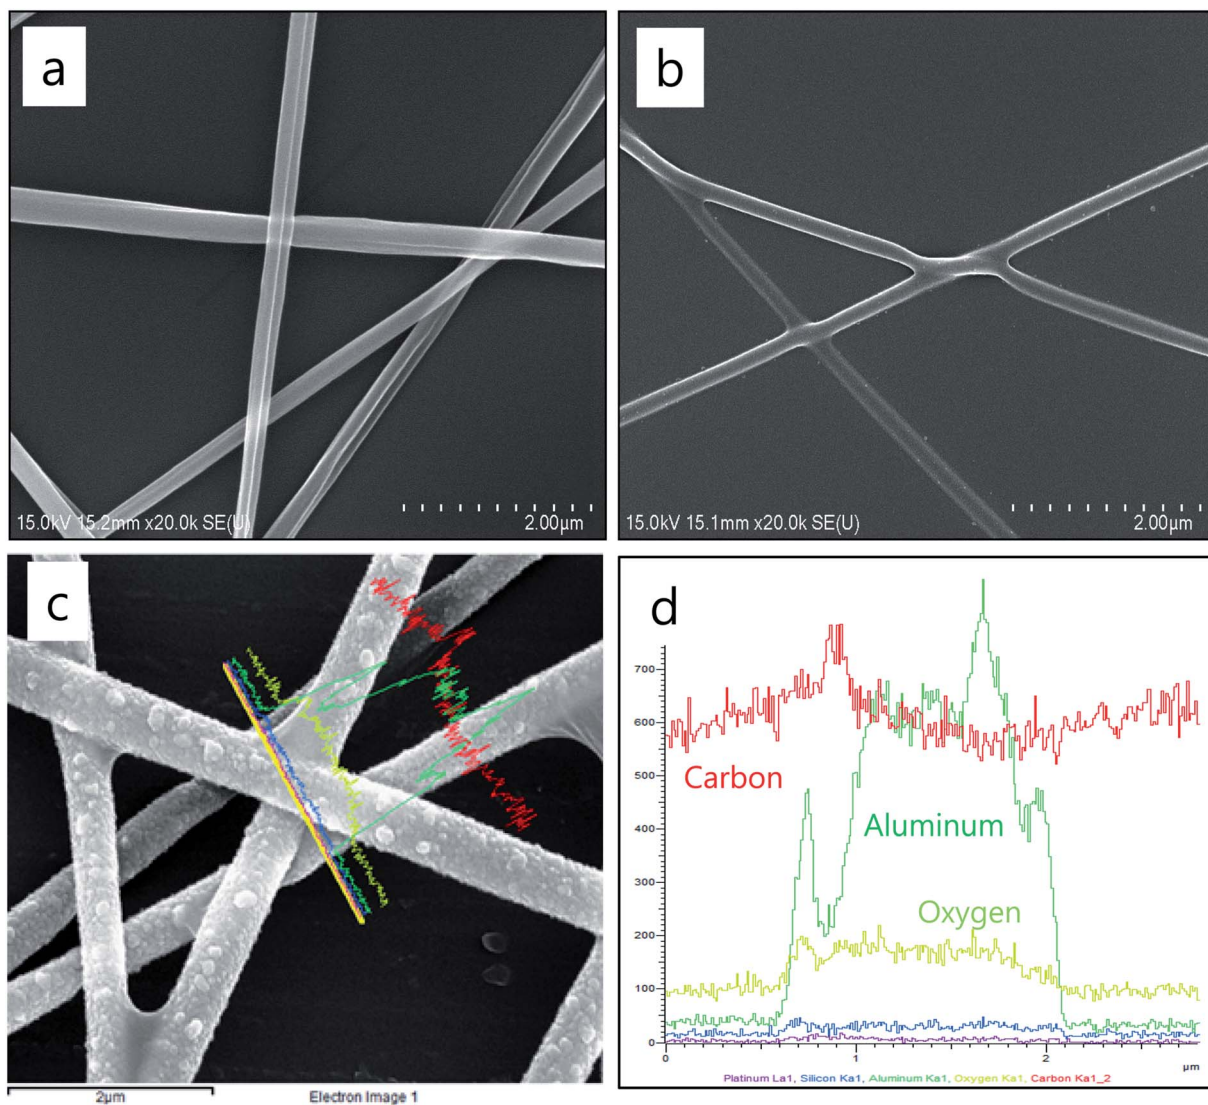 a
15.0kV 15.2mm x20.0k SE(U)
2.00µm
b
15.0kV 15.1mm x20.0k SE(U)
2.00µm
c
2µm
Electron Image 1
d
700
600
500
400
300
200
100
0
Carbon
Aluminum
Oxygen
0
1
2
µm
Platinum La1, Silicon Ka1, Aluminum Ka1, Oxygen Ka1, Carbon Ka1_2